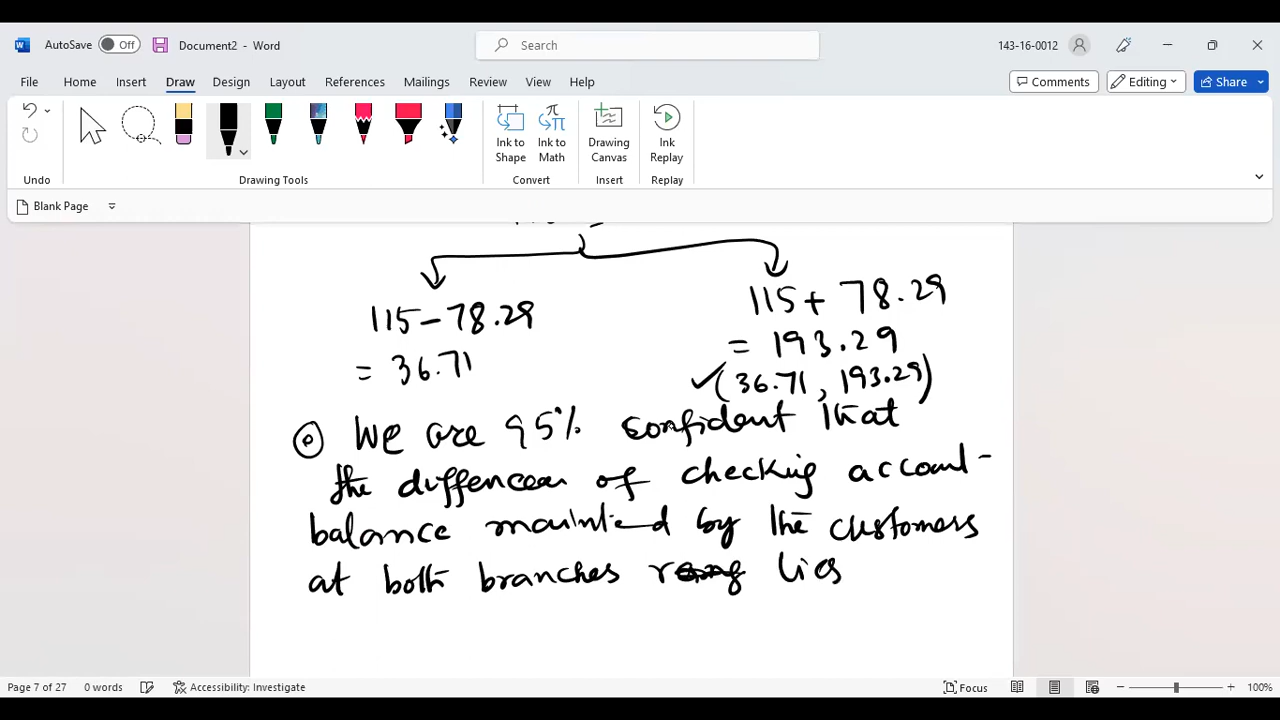 AutoSave Off Document2 - Word Search 143-16-0012
File Home Insert Draw Design Layout References Mailings Review View Help Comments Editing Share
Ink to Shape Ink to Math Drawing Canvas Ink Replay
Undo Drawing Tools Convert Insert Replay
Blank Page
115 - 78.29
= 36.71
115 + 78.29
= 193.29
(36.71, 193.29)
We are 95% confident that
the of checking account
balance by the customers
at both branches lies
Page 7 of 27 0 words Accessibility: Investigate Focus 100%